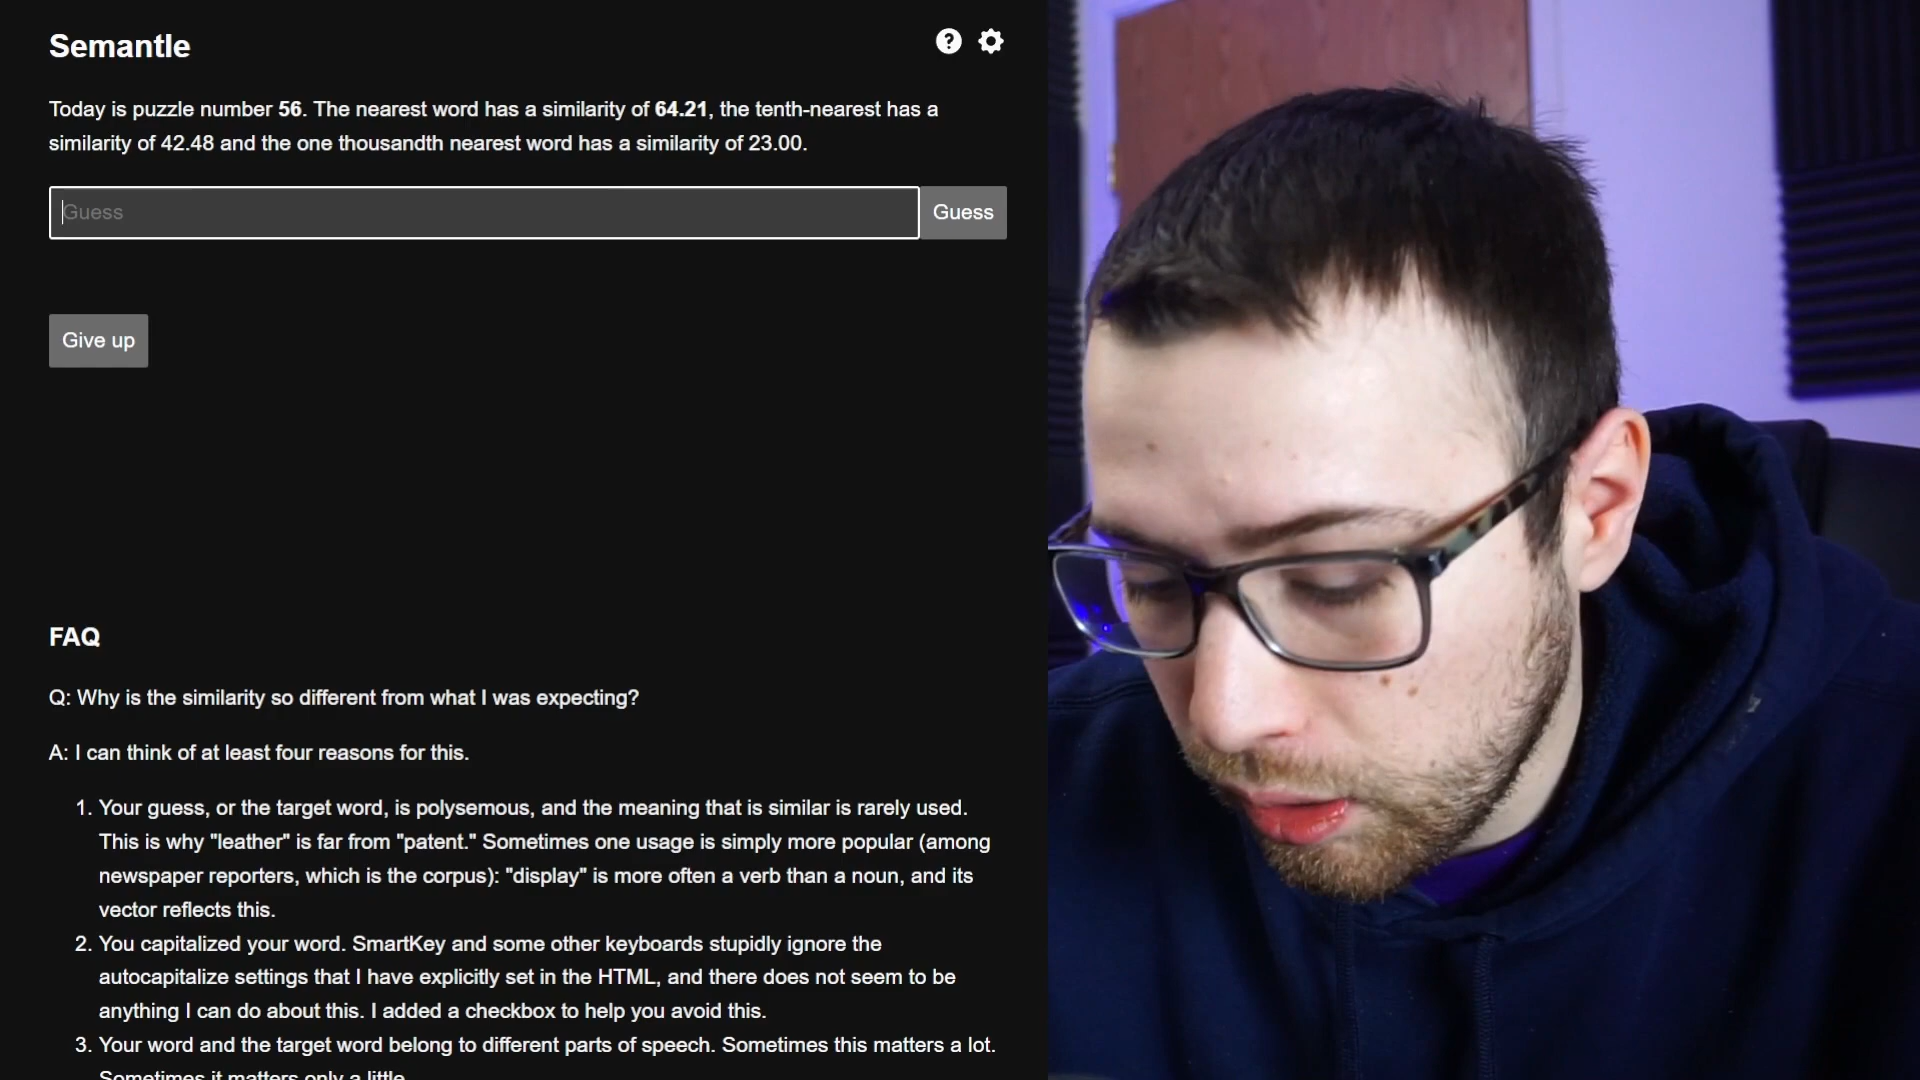 Semantle
Today is puzzle number 56. The nearest word has a similarity of 64.21, the tenth-nearest has a
similarity of 42.48 and the one thousandth nearest word has a similarity of 23.00.
Guess Guess
Give up
FAQ
Q: Why is the similarity so different from what I was expecting?
A: I can think of at least four reasons for this.
1. Your guess, or the target word, is polysemous, and the meaning that is similar is rarely used.
This is why "leather" is far from "patent." Sometimes one usage is simply more popular (among
newspaper reporters, which is the corpus): "display" is more often a verb than a noun, and its
vector reflects this.
2. You capitalized your word. SmartKey and some other keyboards stupidly ignore the
autocapitalize settings that I have explicitly set in the HTML, and there does not seem to be
anything I can do about this. I added a checkbox to help you avoid this.
3. Your word and the target word belong to different parts of speech. Sometimes this matters a lot.
Sometimes it matters only a little.